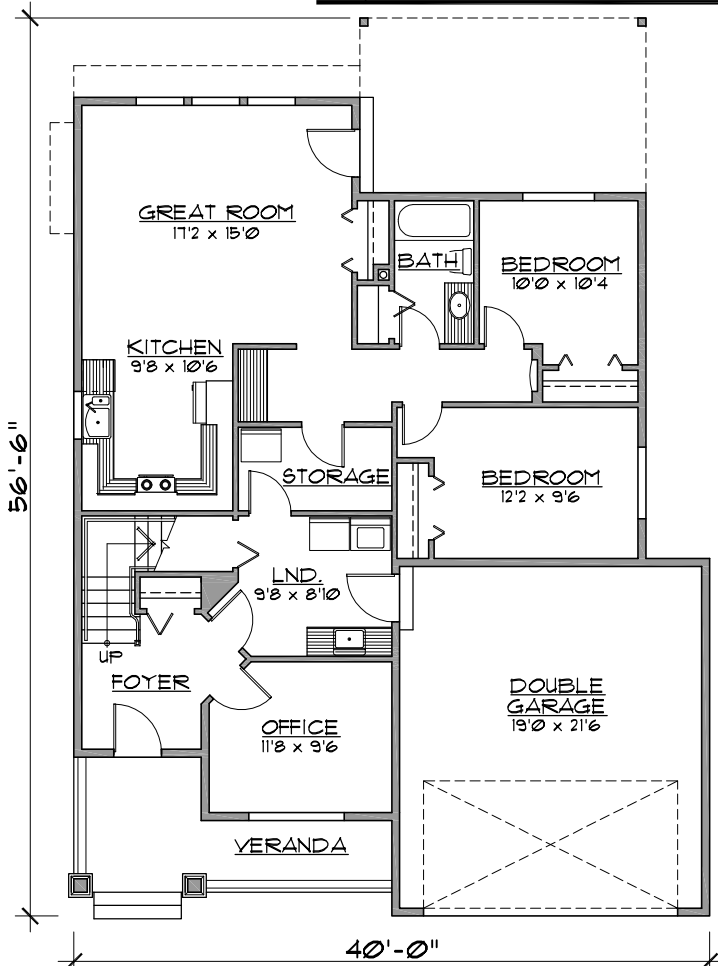 GREAT ROOM
17'2 x 15'0
BATH
BEDROOM
10'0 x 10'4
KITCHEN
9'8 x 10'6
STORAGE
BEDROOM
12'2 x 9'6
56'-6"
LND.
9'8 x 8'10
UP
FOYER
DOUBLE
GARAGE
19'0 x 21'6
OFFICE
11'8 x 9'6
VERANDA
40'-0"